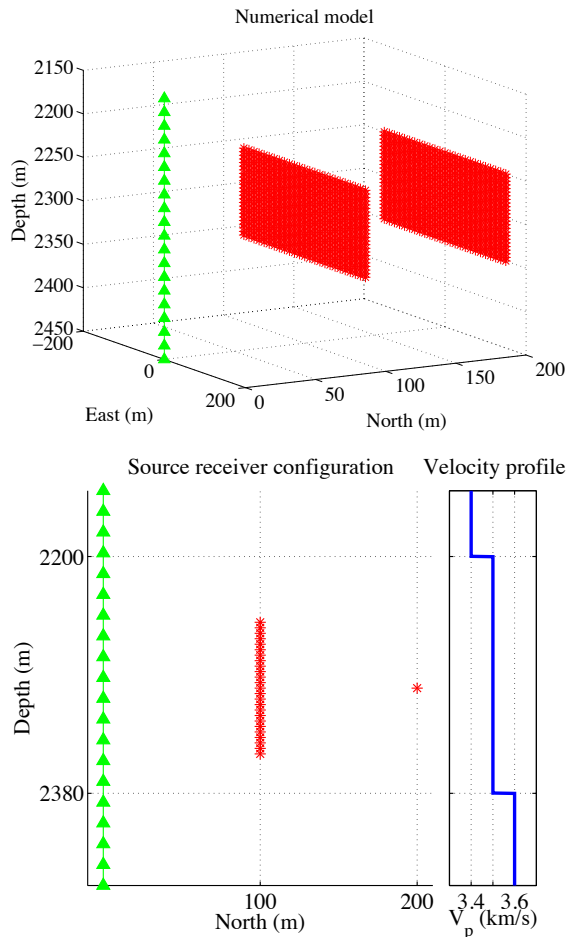 Numerical model
2150
2200
2250
2300
2350
2400
2450
Depth (m)
−200
0
200
East (m)
0
50
100
150
200
North (m)
Source receiver configuration
Velocity profile
2200
2380
Depth (m)
100
200
North (m)
3.4
3.6
Vp (km/s)